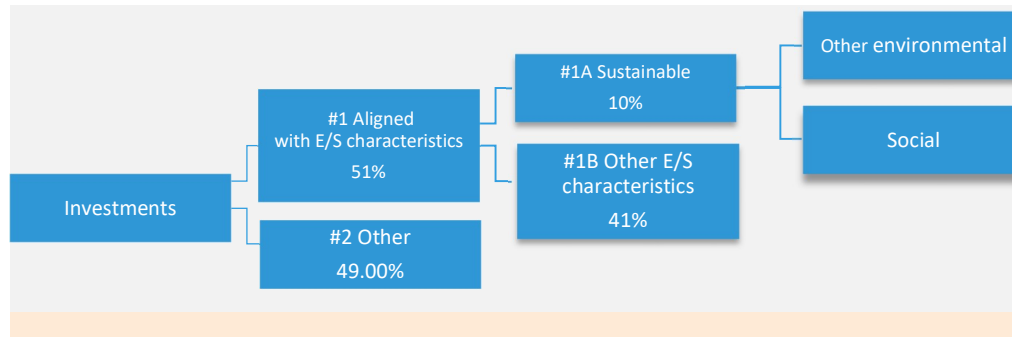 Investments
#1 Aligned
with E/S characteristics
51%
#2 Other
49.00%
#1A Sustainable
10%
#1B Other E/S
characteristics
41%
Other environmental
Social